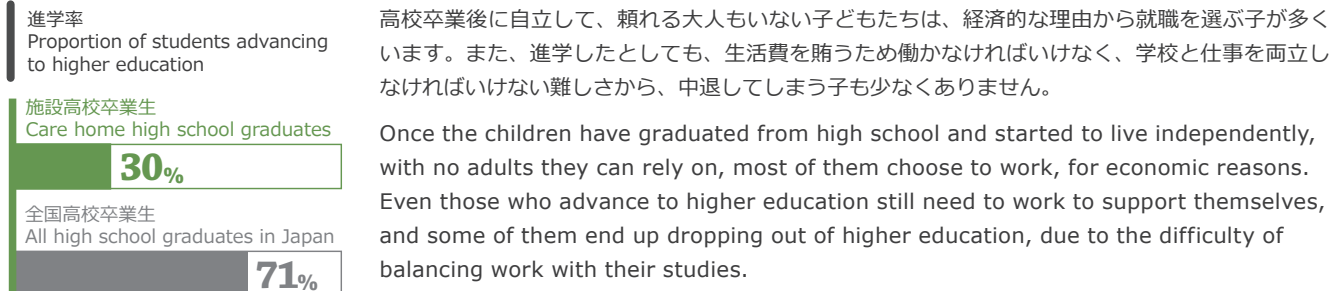 進学率
Proportion of students advancing
to higher education
施設高校卒業生
Care home high school graduates
30%
全国高校卒業生
All high school graduates in Japan
71%
高校卒業後に自立して、頼れる大人もいない子どもたちは、経済的な理由から就職を選ぶ子が多く
います。また、進学したとしても、生活費を賄うため働かなければいけなく、学校と仕事を両立し
なければいけない難しさから、中退してしまう子も少なくありません。
Once the children have graduated from high school and started to live independently,
with no adults they can rely on, most of them choose to work, for economic reasons.
Even those who advance to higher education still need to work to support themselves,
and some of them end up dropping out of higher education, due to the difficulty of
balancing work with their studies.